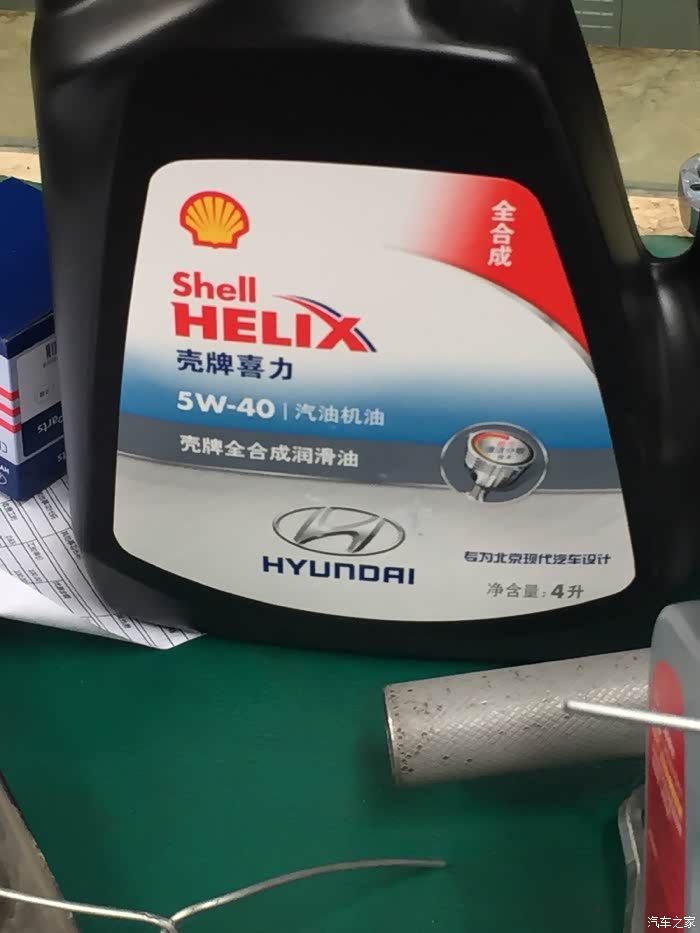 全合成
Shell
HELIX
壳牌喜力
5W-40 | 汽油机油
壳牌全合成润滑油
HYUNDAI
专为北京现代汽车设计
净含量: 4升
Parts
汽车之家